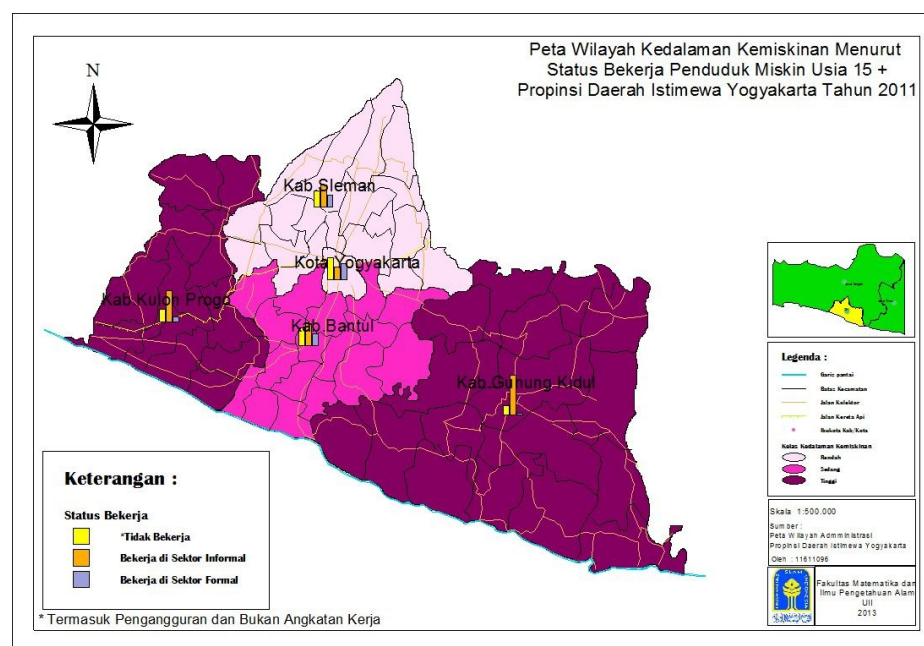 Peta Wilayah Kedalaman Kemiskinan Menurut
Status Bekerja Penduduk Miskin Usia 15 +
Propinsi Daerah Istimewa Yogyakarta Tahun 2011
N
Kab.Sleman
Kota Yogyakarta
Kab.Kulon Progo
Kab.Bantul
Kab.Gunung Kidul
Legenda :
Garis pantai
Batas Kecamatan
Jalan Kolektor
Jalan Kereta Api
Ibukota Kab/Kota
Kelas Kedalaman Kemiskinan
Rendah
Sedang
Tinggi
Keterangan :
Status Bekerja
*Tidak Bekerja
Bekerja di Sektor Informal
Bekerja di Sektor Formal
* Termasuk Pengangguran dan Bukan Angkatan Kerja
Skala 1:500.000
Sumber :
Peta Wilayah Administrasi
Propinsi Daerah Istimewa Yogyakarta
Oleh : 11611096
Fakultas Matematika dan
Ilmu Pengetahuan Alam
UII
2013